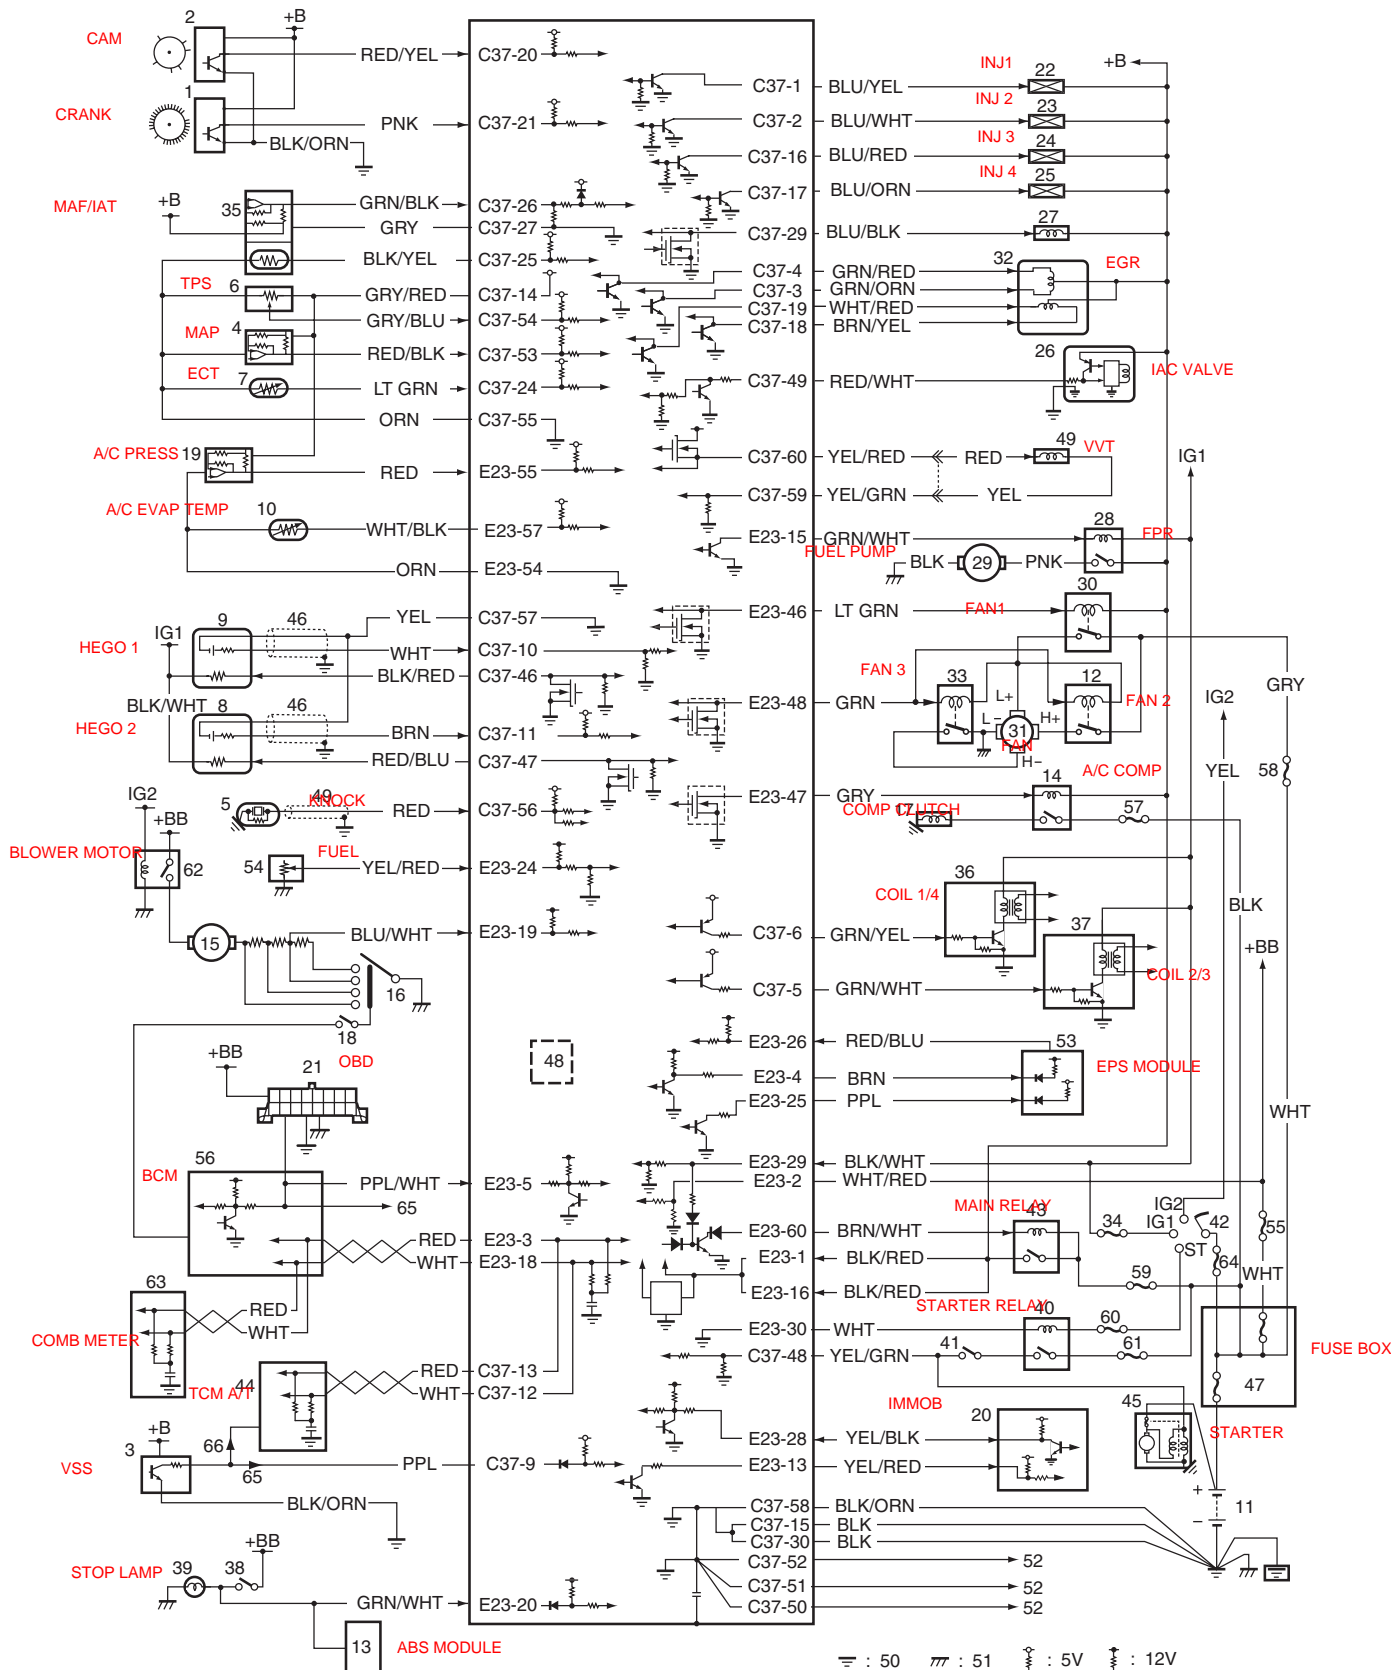 2
+B
CAM
RED/YEL
C37-20
1
CRANK
PNK
C37-21
BLK/ORN
MAF/IAT
+B
35
GRN/BLK
C37-26
GRY
C37-27
BLK/YEL
C37-25
TPS
6
GRY/RED
C37-14
GRY/BLU
C37-54
MAP
4
RED/BLK
C37-53
ECT
7
LT GRN
C37-24
ORN
C37-55
A/C PRESS
19
RED
E23-55
A/C EVAP TEMP
10
WHT/BLK
E23-57
ORN
E23-54
YEL
C37-57
9
46
IG1
HEGO 1
WHT
C37-10
BLK/RED
C37-46
BLK/WHT
8
46
HEGO 2
BRN
C37-11
RED/BLU
C37-47
IG2
5
49
KNOCK
RED
C37-56
+BB
BLOWER MOTOR
62
FUEL
54
YEL/RED
E23-24
15
BLU/WHT
E23-19
16
18
+BB
OBD
21
48
56
BCM
PPL/WHT
E23-5
65
RED
E23-3
WHT
E23-18
63
RED
WHT
COMB METER
RED
C37-13
44
TCM A/T
WHT
C37-12
+B
3
66
VSS
65
PPL
C37-9
BLK/ORN
+BB
STOP LAMP
39
38
GRN/WHT
E23-20
13
ABS MODULE
C37-1
BLU/YEL
INJ1
22
+B
C37-2
BLU/WHT
INJ 2
23
C37-16
BLU/RED
INJ 3
24
C37-17
BLU/ORN
INJ 4
25
C37-29
BLU/BLK
27
C37-4
GRN/RED
32
EGR
C37-3
GRN/ORN
C37-19
WHT/RED
C37-18
BRN/YEL
26
IAC VALVE
C37-49
RED/WHT
C37-60
YEL/RED
RED
49
VVT
IG1
C37-59
YEL/GRN
YEL
E23-15
GRN/WHT
28
FPR
FUEL PUMP
BLK
29
PNK
E23-46
LT GRN
FAN1
30
FAN 3
33
12
FAN 2
IG2
GRY
E23-48
GRN
L+
L−
H+
31
FAN
H−
A/C COMP
14
YEL
58
E23-47
GRY
COMP CLUTCH
17
57
36
COIL 1/4
C37-6
GRN/YEL
37
BLK
+BB
COIL 2/3
C37-5
GRN/WHT
E23-26
RED/BLU
53
EPS MODULE
E23-4
BRN
E23-25
PPL
WHT
E23-29
BLK/WHT
E23-2
WHT/RED
MAIN RELAY
43
E23-60
BRN/WHT
34
IG2
IG1
42
55
ST
64
WHT
E23-1
BLK/RED
E23-16
BLK/RED
59
STARTER RELAY
40
E23-30
WHT
60
C37-48
YEL/GRN
41
61
FUSE BOX
47
IMMOB
20
45
STARTER
E23-28
YEL/BLK
E23-13
YEL/RED
+
−
11
C37-58
BLK/ORN
C37-15
BLK
C37-30
BLK
C37-52
52
C37-51
52
C37-50
52
: 50
: 51
: 5V
: 12V